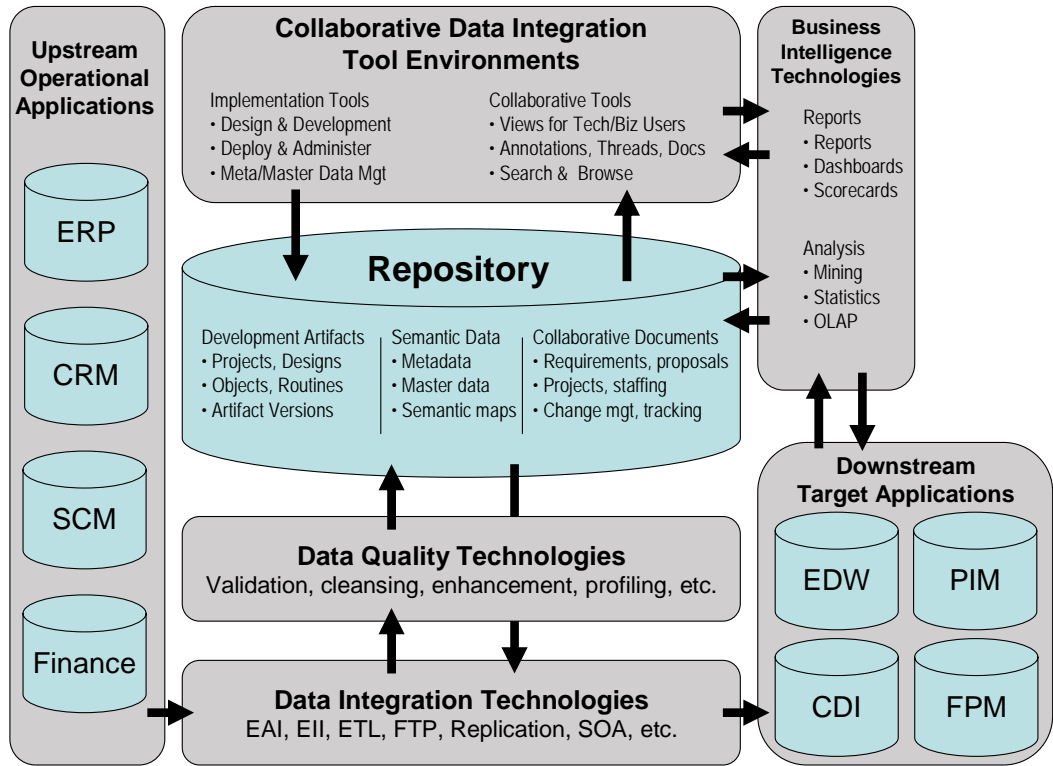 Upstream
Operational
Applications
ERP
CRM
SCM
Finance
Collaborative Data Integration
Tool Environments
Implementation Tools
• Design & Development
• Deploy & Administer
• Meta/Master Data Mgt
Collaborative Tools
• Views for Tech/Biz Users
• Annotations, Threads, Docs
• Search & Browse
Repository
Development Artifacts
• Projects, Designs
• Objects, Routines
• Artifact Versions
Semantic Data
• Metadata
• Master data
• Semantic maps
Collaborative Documents
• Requirements, proposals
• Projects, staffing
• Change mgt, tracking
Data Quality Technologies
Validation, cleansing, enhancement, profiling, etc.
Data Integration Technologies
EAI, EII, ETL, FTP, Replication, SOA, etc.
Business
Intelligence
Technologies
Reports
• Reports
• Dashboards
• Scorecards
Analysis
• Mining
• Statistics
• OLAP
Downstream
Target Applications
EDW
PIM
CDI
FPM